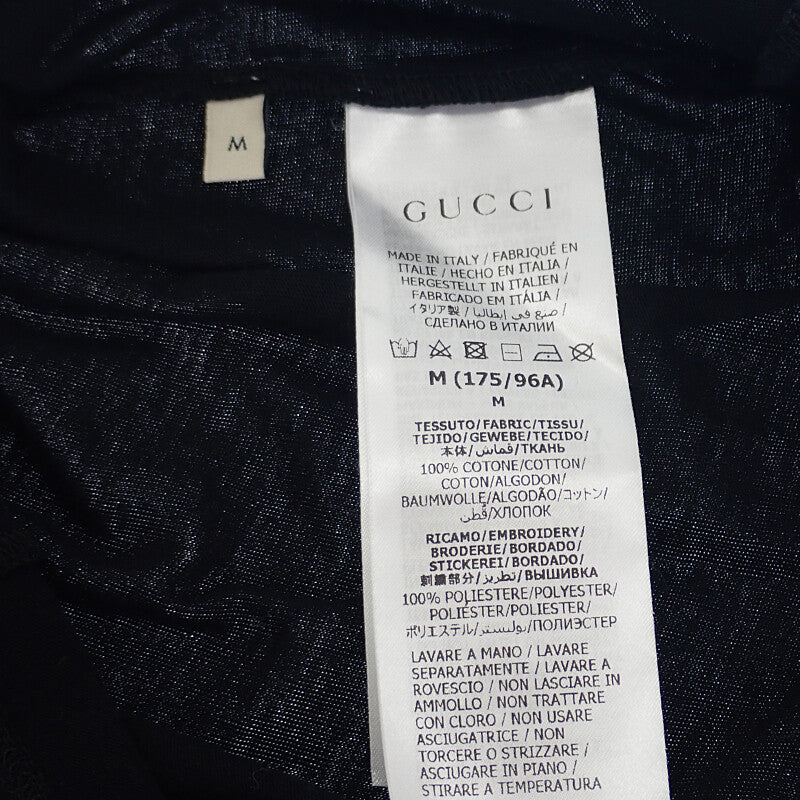 M
GUCCI
MADE IN ITALY / FABRIQUÉ EN
ITALIE / HECHO EN ITALIA /
HERGESTELLT IN ITALIEN /
FABRICADO EM ITÁLIA /
イタリア製 / صنع في إيطاليا /
СДЕЛАНО В ИТАЛИИ
M (175/96A)
M
TESSUTO/FABRIC/TISSU/
TEJIDO/GEWEBE/TECIDO/
本体/قماش/ТКАНЬ
100% COTONE/COTTON/
COTON/ALGODON/
BAUMWOLLE/ALGODÃO/コットン/
قطن/ХЛОПОК
RICAMO/EMBROIDERY/
BRODERIE/BORDADO/
STICKEREI/BORDADO/
刺繍部分/تطريز/ВЫШИВКА
100% POLIESTERE/POLYESTER/
POLIÉSTER/POLIESTER/
ポリエステル/بوليستر/ПОЛИЭСТЕР
LAVARE A MANO / LAVARE
SEPARATAMENTE / LAVARE A
ROVESCIO / NON LASCIARE IN
AMMOLLO / NON TRATTARE
CON CLORO / NON USARE
ASCIUGATRICE / NON
TORCERE O STRIZZARE /
ASCIUGARE IN PIANO /
STIRARE A TEMPERATURA